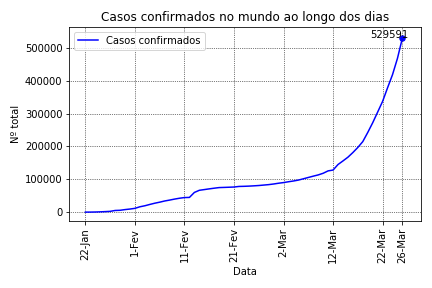 Casos confirmados no mundo ao longo dos dias
Casos confirmados
529591
Nº total
500000
400000
300000
200000
100000
0
22-Jan
1-Fev
11-Fev
21-Fev
2-Mar
12-Mar
22-Mar
26-Mar
Data